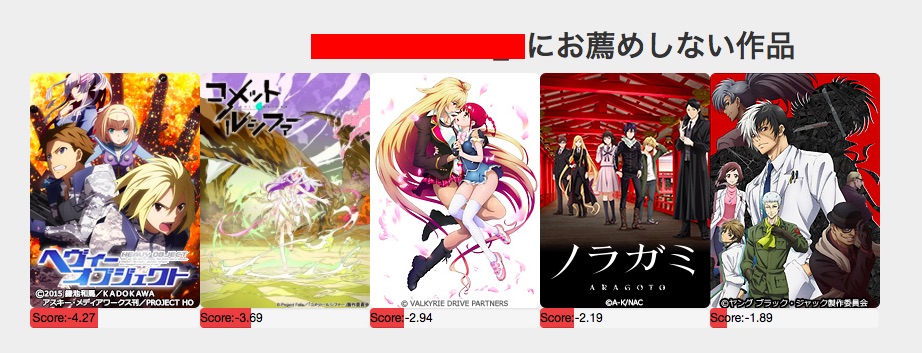 にお薦めしない作品
HEAVY OBJECT
ヘヴィーオブジェクト
©2015 鎌池和馬／KADOKAWA
アスキー・メディアワークス刊／PROJECT HO
コメット・
ルシファー
© VALKYRIE DRIVE PARTNERS
ノラガミ
ARAGOTO
©A-K/NAC
©ヤング ブラック・ジャック製作委員会
Score:-4.27
Score:-3.69
Score:-2.94
Score:-2.19
Score:-1.89